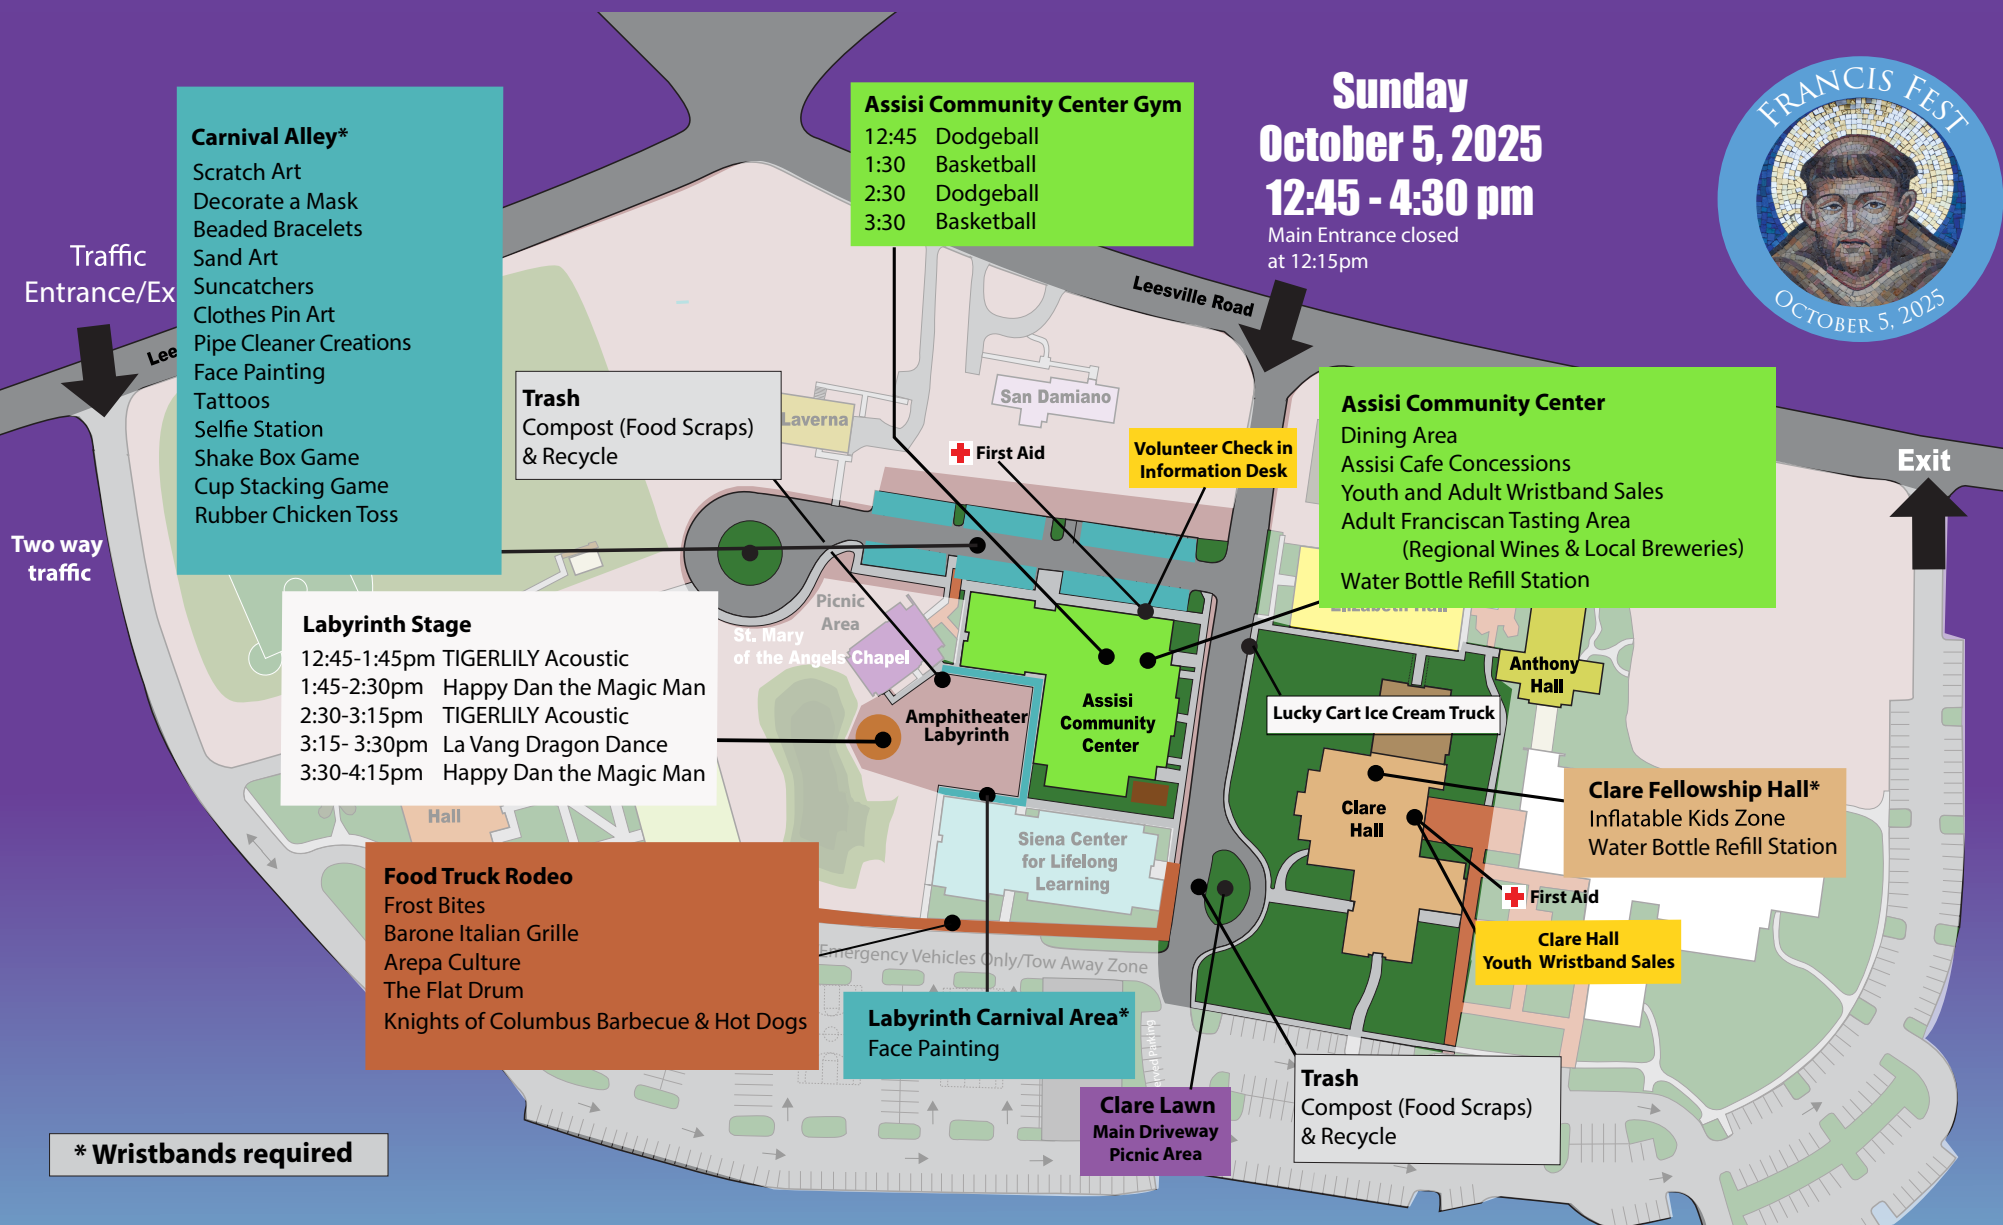 FRANCIS FEST
OCTOBER 5, 2025
Sunday
October 5, 2025
12:45 - 4:30 pm
Main Entrance closed
at 12:15pm
Carnival Alley*
Scratch Art
Decorate a Mask
Beaded Bracelets
Sand Art
Suncatchers
Clothes Pin Art
Pipe Cleaner Creations
Face Painting
Tattoos
Selfie Station
Shake Box Game
Cup Stacking Game
Rubber Chicken Toss
Assisi Community Center Gym
12:45 Dodgeball
1:30 Basketball
2:30 Dodgeball
3:30 Basketball
Traffic
Entrance/Ex
Lee
Two way
traffic
Leesville Road
Exit
Trash
Compost (Food Scraps)
& Recycle
Laverna
San Damiano
First Aid
Volunteer Check in
Information Desk
Assisi Community Center
Dining Area
Assisi Cafe Concessions
Youth and Adult Wristband Sales
Adult Franciscan Tasting Area
(Regional Wines & Local Breweries)
Water Bottle Refill Station
Elizabeth Hall
Anthony
Hall
Picnic
Area
St. Mary
of the Angels Chapel
Labyrinth Stage
12:45-1:45pm TIGERLILY Acoustic
1:45-2:30pm Happy Dan the Magic Man
2:30-3:15pm TIGERLILY Acoustic
3:15- 3:30pm La Vang Dragon Dance
3:30-4:15pm Happy Dan the Magic Man
Amphitheater
Labyrinth
Assisi
Community
Center
Lucky Cart Ice Cream Truck
Clare
Hall
Clare Fellowship Hall*
Inflatable Kids Zone
Water Bottle Refill Station
Hall
Siena Center
for Lifelong
Learning
First Aid
Clare Hall
Youth Wristband Sales
Food Truck Rodeo
Frost Bites
Barone Italian Grille
Arepa Culture
The Flat Drum
Knights of Columbus Barbecue & Hot Dogs
Emergency Vehicles Only/Tow Away Zone
Labyrinth Carnival Area*
Face Painting
erved Parking
Clare Lawn
Main Driveway
Picnic Area
Trash
Compost (Food Scraps)
& Recycle
* Wristbands required